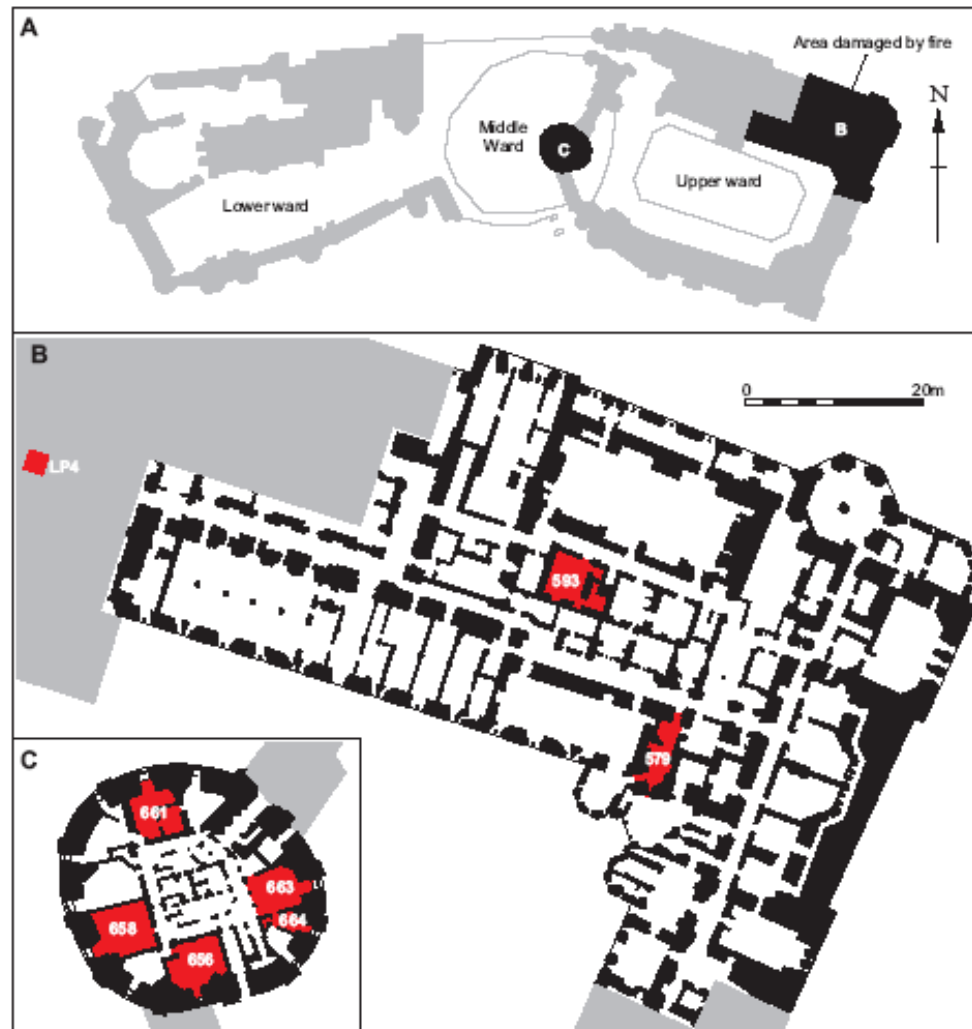 A
Area damaged by fire
N
Middle
Ward
B
C
Upper ward
Lower ward
B
0
20m
LP4
593
579
C
661
663
664
658
656